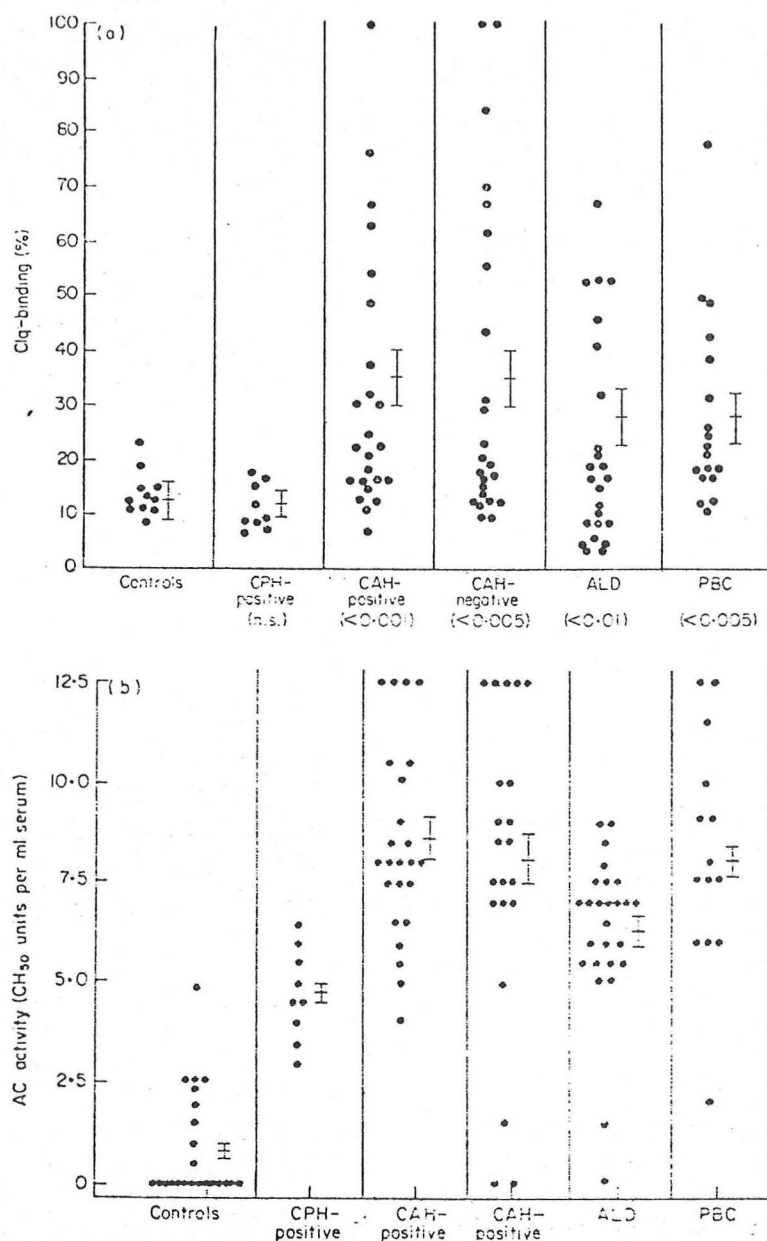 (a)
100
90
80
70
60
50
40
30
20
10
0
Clq-binding (%)
Controls
CPH-
positive
(n.s.)
CAH-
positive
(<0·001)
CAH-
negative
(<0·005)
ALD
(<0·01)
PBC
(<0·005)
(b)
12·5
10·0
7·5
5·0
2·5
0
AC activity (CH50 units per ml serum)
Controls
CPH-
positive
CAH-
positive
CAH-
positive
ALD
PBC